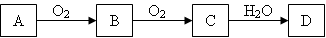 A O₂ B O₂ C H₂O D